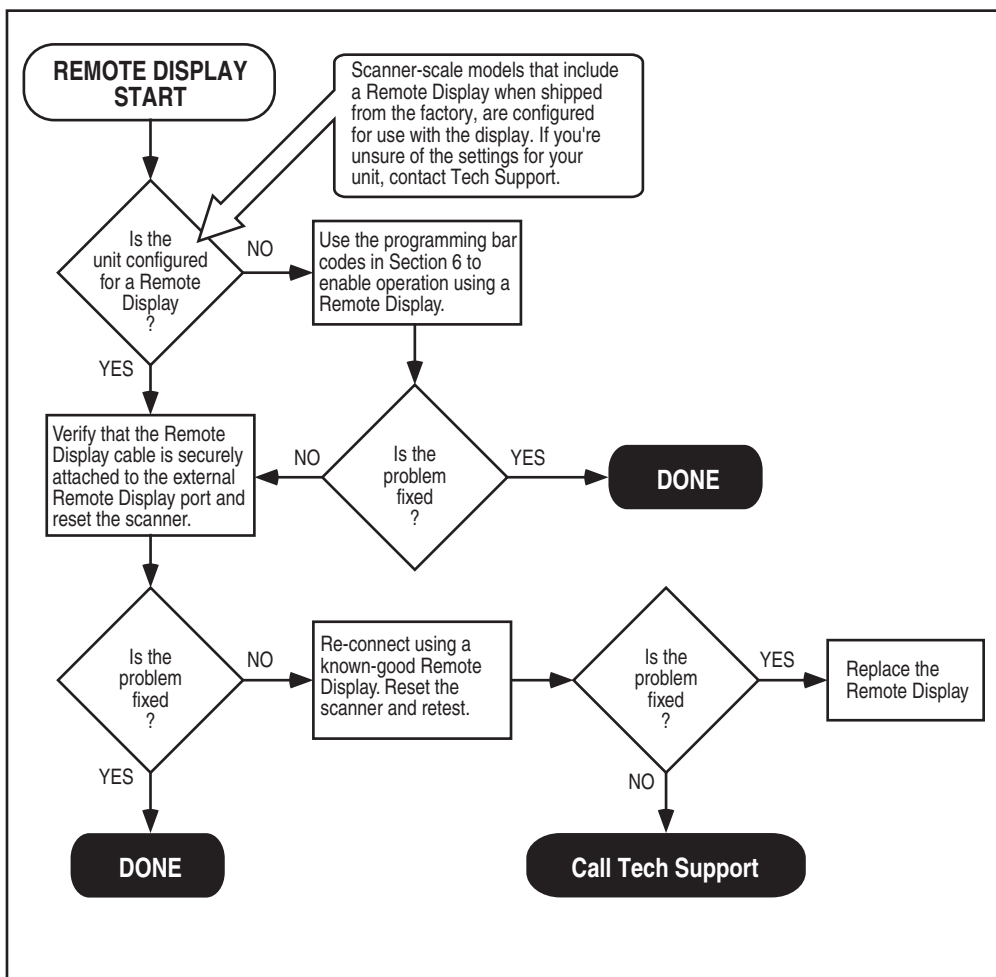 REMOTE DISPLAY
START
Scanner-scale models that include
a Remote Display when shipped
from the factory, are configured
for use with the display. If you're
unsure of the settings for your
unit, contact Tech Support.
Is the
unit configured
for a Remote
Display
?
NO
Use the programming bar
codes in Section 6 to
enable operation using a
Remote Display.
YES
Verify that the Remote
Display cable is securely
attached to the external
Remote Display port and
reset the scanner.
NO
Is the
problem
fixed
?
YES
DONE
Is the
problem
fixed
?
NO
Re-connect using a
known-good Remote
Display. Reset the
scanner and retest.
Is the
problem
fixed
?
YES
Replace the
Remote Display
YES
NO
DONE
Call Tech Support